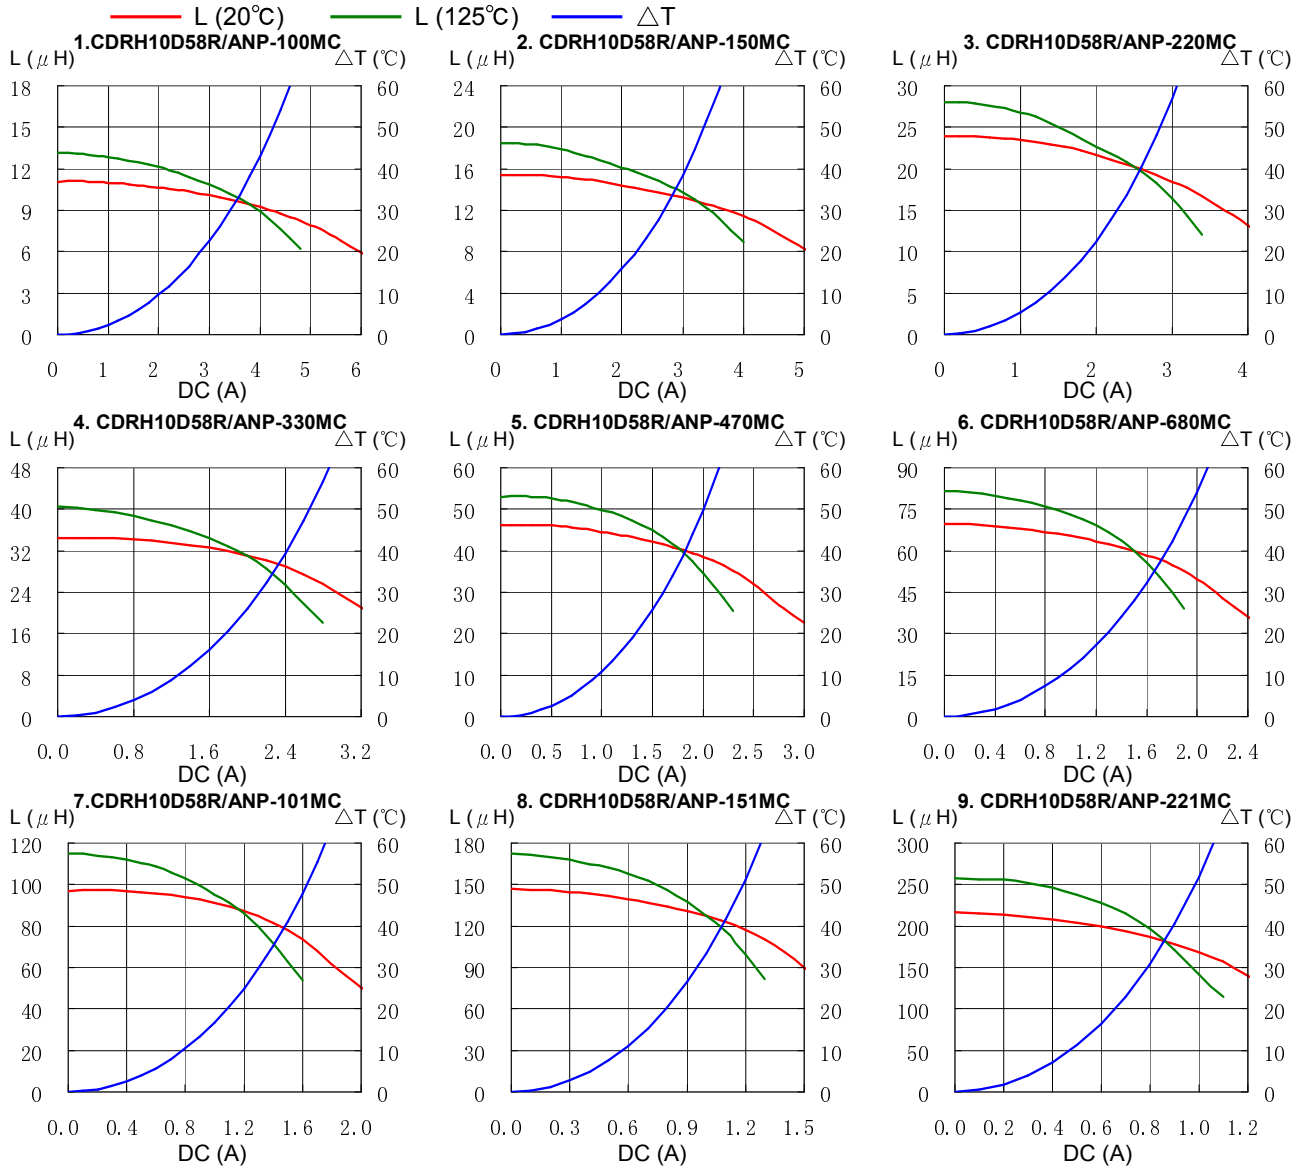 L (20℃) L (125℃) △T
1.CDRH10D58R/ANP-100MC 2. CDRH10D58R/ANP-150MC 3. CDRH10D58R/ANP-220MC
L (μH) △T (℃) L (μH) △T (℃) L (μH) △T (℃)
18 60 24 60 30 60
15 50 20 50 25 50
12 40 16 40 20 40
9 30 12 30 15 30
6 20 8 20 10 20
3 10 4 10 5 10
0 0 0 0 0 0
0 1 2 3 4 5 6 0 1 2 3 4 5 0 1 2 3 4
DC (A) DC (A) DC (A)
4. CDRH10D58R/ANP-330MC 5. CDRH10D58R/ANP-470MC 6. CDRH10D58R/ANP-680MC
L (μH) △T (℃) L (μH) △T (℃) L (μH) △T (℃)
48 60 60 60 90 60
40 50 50 50 75 50
32 40 40 40 60 40
24 30 30 30 45 30
16 20 20 20 30 20
8 10 10 10 15 10
0 0 0 0 0 0
0.0 0.8 1.6 2.4 3.2 0.0 0.5 1.0 1.5 2.0 2.5 3.0 0.0 0.4 0.8 1.2 1.6 2.0 2.4
DC (A) DC (A) DC (A)
7.CDRH10D58R/ANP-101MC 8. CDRH10D58R/ANP-151MC 9. CDRH10D58R/ANP-221MC
L (μH) △T (℃) L (μH) △T (℃) L (μH) △T (℃)
120 60 180 60 300 60
100 50 150 50 250 50
80 40 120 40 200 40
60 30 90 30 150 30
40 20 60 20 100 20
20 10 30 10 50 10
0 0 0 0 0 0
0.0 0.4 0.8 1.2 1.6 2.0 0.0 0.3 0.6 0.9 1.2 1.5 0.0 0.2 0.4 0.6 0.8 1.0 1.2
DC (A) DC (A) DC (A)